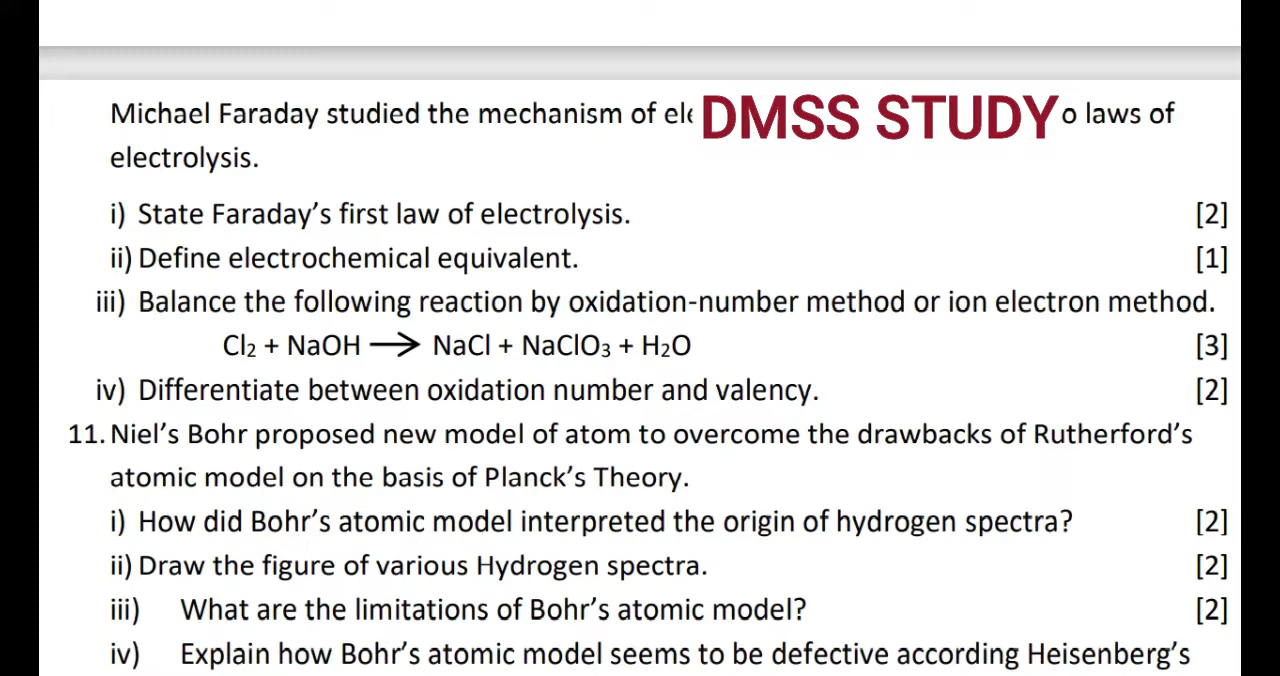 Michael Faraday studied the mechanism of ele DMSS STUDY o laws of
electrolysis.
i) State Faraday’s first law of electrolysis. [2]
ii) Define electrochemical equivalent. [1]
iii) Balance the following reaction by oxidation-number method or ion electron method.
Cl₂ + NaOH → NaCl + NaClO₃ + H₂O [3]
iv) Differentiate between oxidation number and valency. [2]
11. Niel’s Bohr proposed new model of atom to overcome the drawbacks of Rutherford’s
atomic model on the basis of Planck’s Theory.
i) How did Bohr’s atomic model interpreted the origin of hydrogen spectra? [2]
ii) Draw the figure of various Hydrogen spectra. [2]
iii) What are the limitations of Bohr’s atomic model? [2]
iv) Explain how Bohr’s atomic model seems to be defective according Heisenberg’s